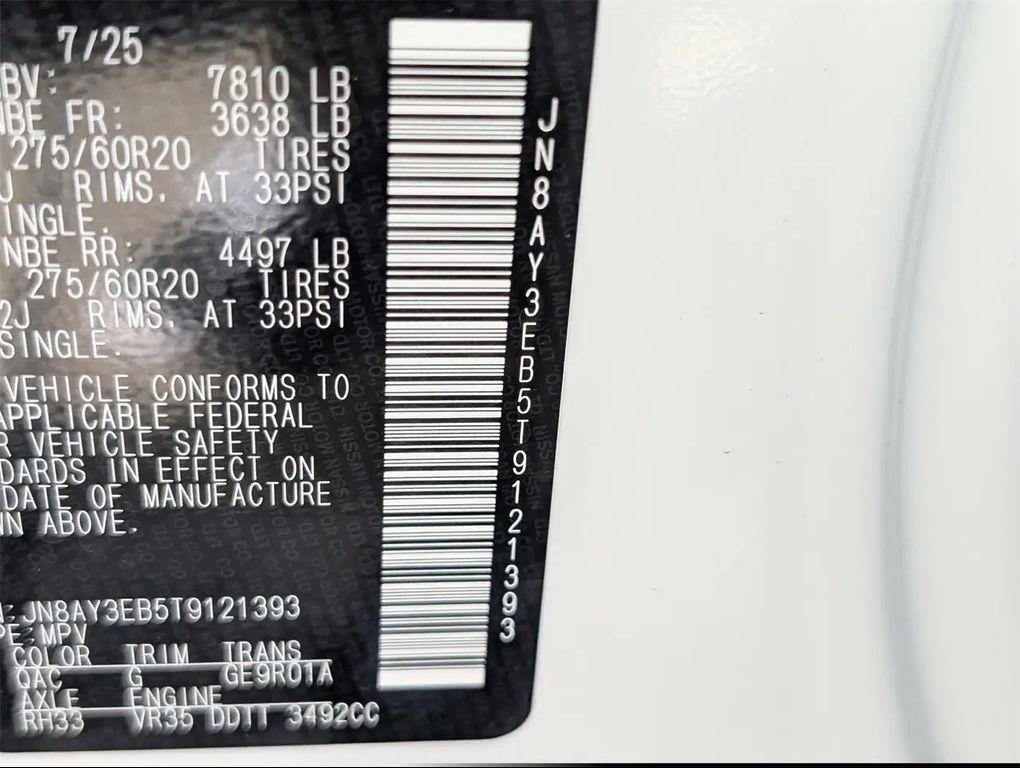 7/25
BV: 7810 LB
NBE FR: 3638 LB
275/60R20 TIRES
J RIMS, AT 33PSI
SINGLE.
NBE RR: 4497 LB
275/60R20 TIRES
2J RIMS, AT 33PSI
SINGLE.
VEHICLE CONFORMS TO
APPLICABLE FEDERAL
R VEHICLE SAFETY
DARDS IN EFFECT ON
DATE OF MANUFACTURE
N ABOVE.
:JN8AY3EB5T9121393
PE:MPV
COLOR TRIM TRANS
QAC G GE9R01A
AXLE ENGINE
RH33 VR35 DDTT 3492CC
JN8AY3EB5T9121393